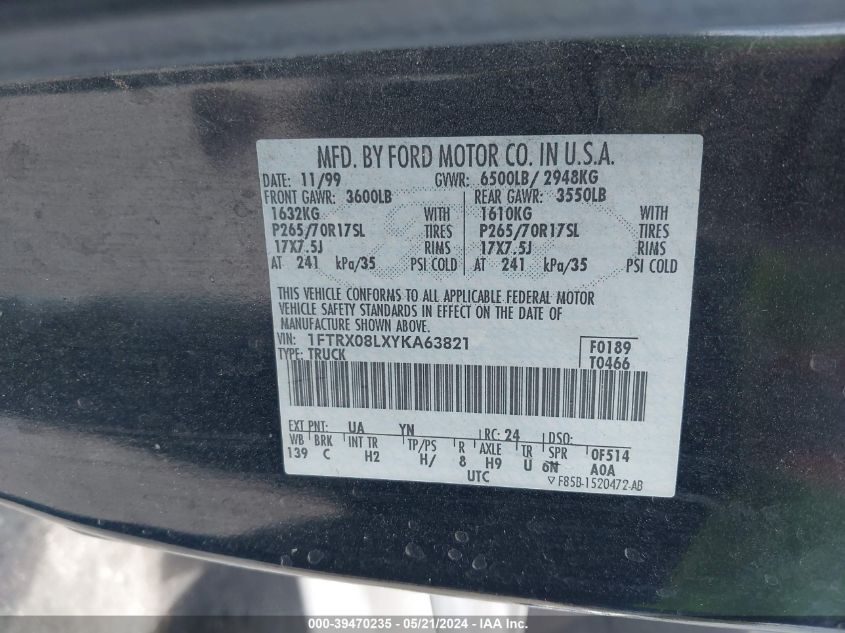 MFD. BY FORD MOTOR CO. IN U.S.A.
DATE: 11/99 GVWR: 6500LB/ 2948KG
FRONT GAWR: 3600LB REAR GAWR: 3550LB
1632KG WITH 1610KG WITH
P265/70R17SL TIRES P265/70R17SL TIRES
17X7.5J RIMS 17X7.5J RIMS
AT 241 kPa/35 PSI COLD AT 241 kPa/35 PSI COLD
THIS VEHICLE CONFORMS TO ALL APPLICABLE FEDERAL MOTOR
VEHICLE SAFETY STANDARDS IN EFFECT ON THE DATE OF
MANUFACTURE SHOWN ABOVE.
VIN: 1FTRX08LXYKA63821 F0189
TYPE: TRUCK T0466
EXT PNT: UA YN RC: 24 DSO:
WB BRK INT TR TP/PS R AXLE TR SPR 0F514
139 C H2 H/ 8 H9 U 6N A0A
UTC F85B-1520472-AB
000-39470235 - 05/21/2024 - IAA Inc.